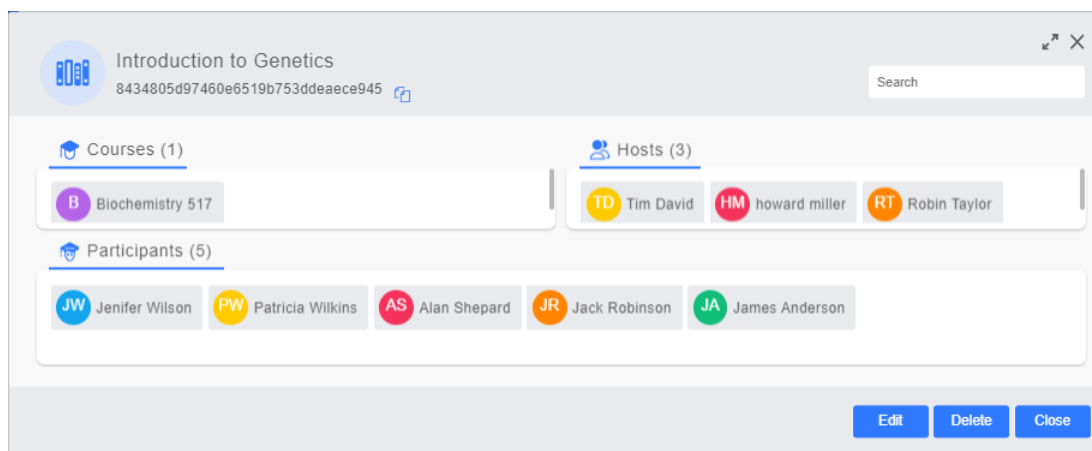 Introduction to Genetics
8434805d97460e6519b753ddeaece945
Search
Courses (1)
B Biochemistry 517
Hosts (3)
TD Tim David HM howard miller RT Robin Taylor
Participants (5)
JW Jenifer Wilson PW Patricia Wilkins AS Alan Shepard JR Jack Robinson JA James Anderson
Edit Delete Close